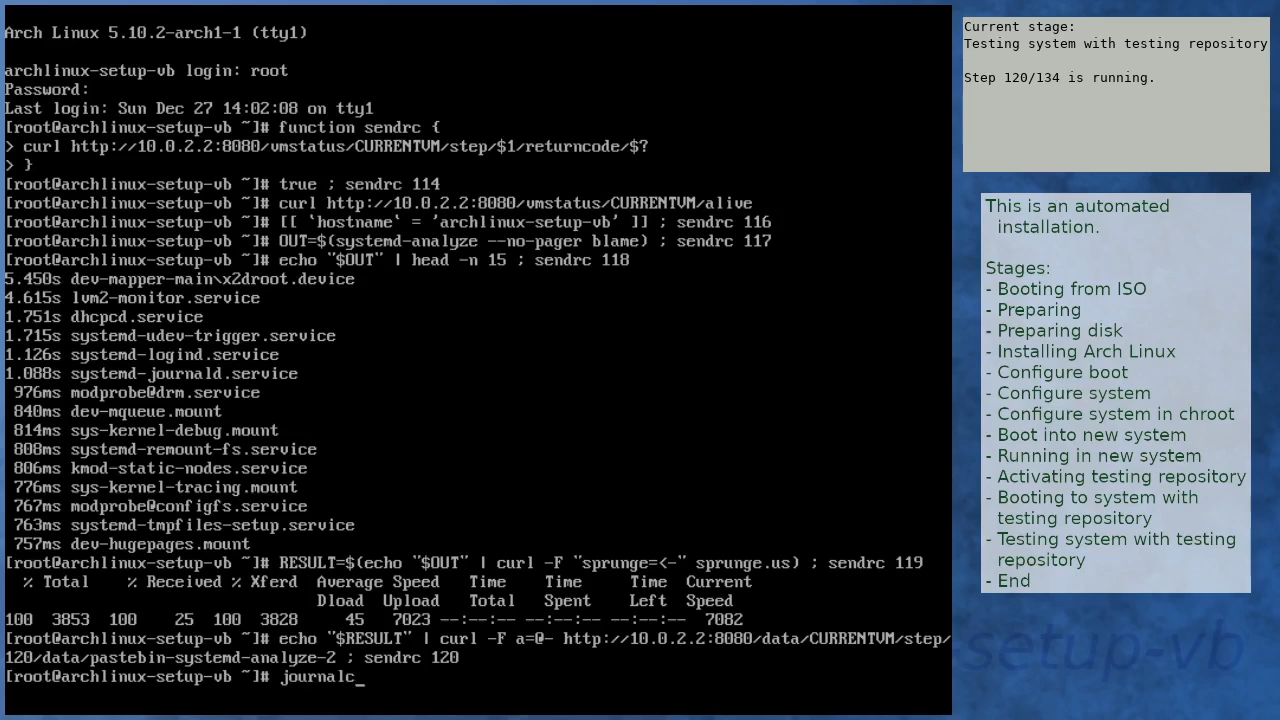 Arch Linux 5.10.2-arch1-1 (tty1)
archlinux-setup-vb login: root
Password:
Last login: Sun Dec 27 14:02:08 on tty1
[root@archlinux-setup-vb ~]# function sendrc {
> curl http://10.0.2.2:8080/vmstatus/CURRENTVM/step/$1/returncode/$?
> }
[root@archlinux-setup-vb ~]# true ; sendrc 114
[root@archlinux-setup-vb ~]# curl http://10.0.2.2:8080/vmstatus/CURRENTVM/alive
[root@archlinux-setup-vb ~]# [[ `hostname` = 'archlinux-setup-vb' ]] ; sendrc 116
[root@archlinux-setup-vb ~]# OUT=$(systemd-analyze --no-pager blame) ; sendrc 117
[root@archlinux-setup-vb ~]# echo "$OUT" | head -n 15 ; sendrc 118
5.450s dev-mapper-main\x2droot.device
4.615s lvm2-monitor.service
1.751s dhcpcd.service
1.715s systemd-udev-trigger.service
1.126s systemd-logind.service
1.088s systemd-journald.service
 976ms modprobe@drm.service
 840ms dev-mqueue.mount
 814ms sys-kernel-debug.mount
 808ms systemd-remount-fs.service
 806ms kmod-static-nodes.service
 776ms sys-kernel-tracing.mount
 767ms modprobe@configfs.service
 763ms systemd-tmpfiles-setup.service
 757ms dev-hugepages.mount
[root@archlinux-setup-vb ~]# RESULT=$(echo "$OUT" | curl -F "sprunge=<-" sprunge.us) ; sendrc 119
  % Total    % Received % Xferd  Average Speed   Time    Time     Time  Current
                                 Dload  Upload   Total   Spent    Left  Speed
100  3853  100    25  100  3828     45   7023 --:--:-- --:--:-- --:--:--  7082
[root@archlinux-setup-vb ~]# echo "$RESULT" | curl -F a=@- http://10.0.2.2:8080/data/CURRENTVM/step/
120/data/pastebin-systemd-analyze-2 ; sendrc 120
[root@archlinux-setup-vb ~]# journalc_
Current stage:
Testing system with testing repository
Step 120/134 is running.
This is an automated
installation.
Stages:
- Booting from ISO
- Preparing
- Preparing disk
- Installing Arch Linux
- Configure boot
- Configure system
- Configure system in chroot
- Boot into new system
- Running in new system
- Activating testing repository
- Booting to system with
testing repository
- Testing system with testing
repository
- End
-setup-vb